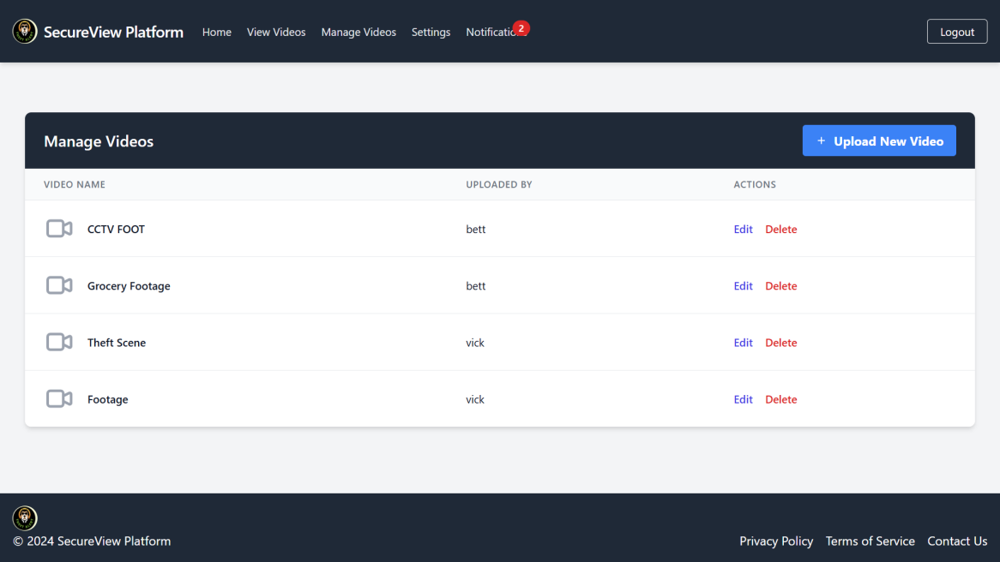 SecureView Platform Home View Videos Manage Videos Settings 2 Logout
Manage Videos + Upload New Video
VIDEO NAME UPLOADED BY ACTIONS
CCTV FOOT bett Edit Delete
Grocery Footage bett Edit Delete
Theft Scene vick Edit Delete
Footage vick Edit Delete
© 2024 SecureView Platform Privacy Policy Terms of Service Contact Us